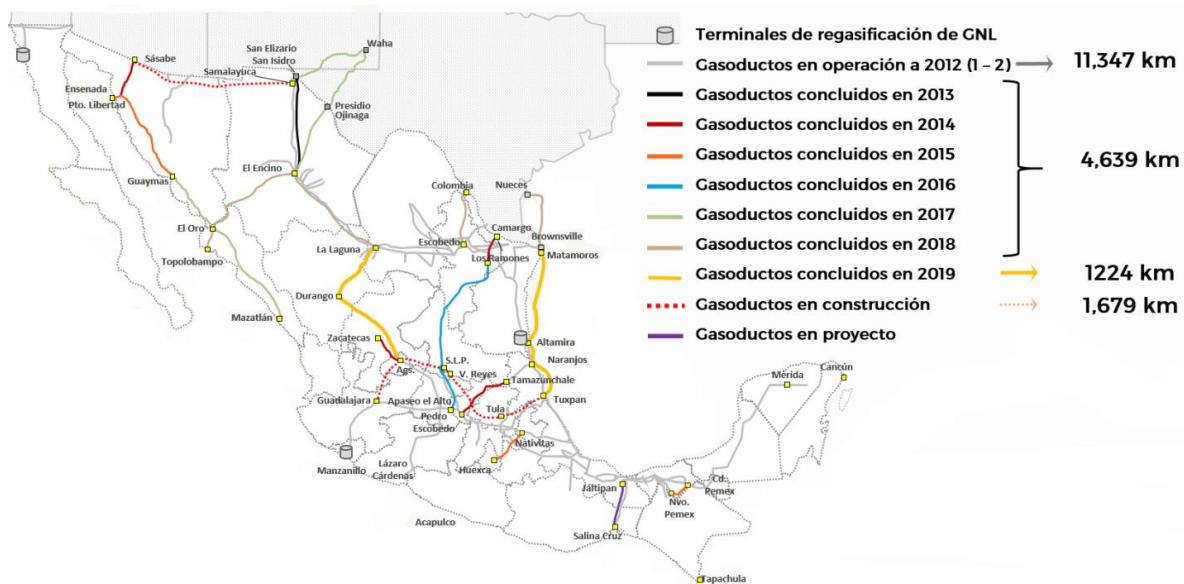 Terminales de regasificación de GNL
Gasoductos en operación a 2012 (1 – 2)
11,347 km
Gasoductos concluidos en 2013
Gasoductos concluidos en 2014
Gasoductos concluidos en 2015
4,639 km
Gasoductos concluidos en 2016
Gasoductos concluidos en 2017
Gasoductos concluidos en 2018
Gasoductos concluidos en 2019
1224 km
Gasoductos en construcción
1,679 km
Gasoductos en proyecto
Sásabe
San Elizario
San Isidro
Waha
Samalayuca
Ensenada
Pto. Libertad
Presidio
Ojinaga
Guaymas
El Encino
Colombia
Nueces
El Oro
Camargo
Topolobampo
La Laguna
Escobedo
Brownsville
Los Ramones
Matamoros
Durango
Mazatlán
Zacatecas
Altamira
Naranjos
Ags.
S.L.P.
V. Reyes
Tamazunchale
Mérida
Cancún
Guadalajara
Apaseo el Alto
Tula
Tuxpan
Pedro
Escobedo
Nativitas
Manzanillo
Lázaro
Cárdenas
Huexca
Jáltipan
Cd.
Pemex
Nvo.
Pemex
Acapulco
Salina Cruz
Tapachula